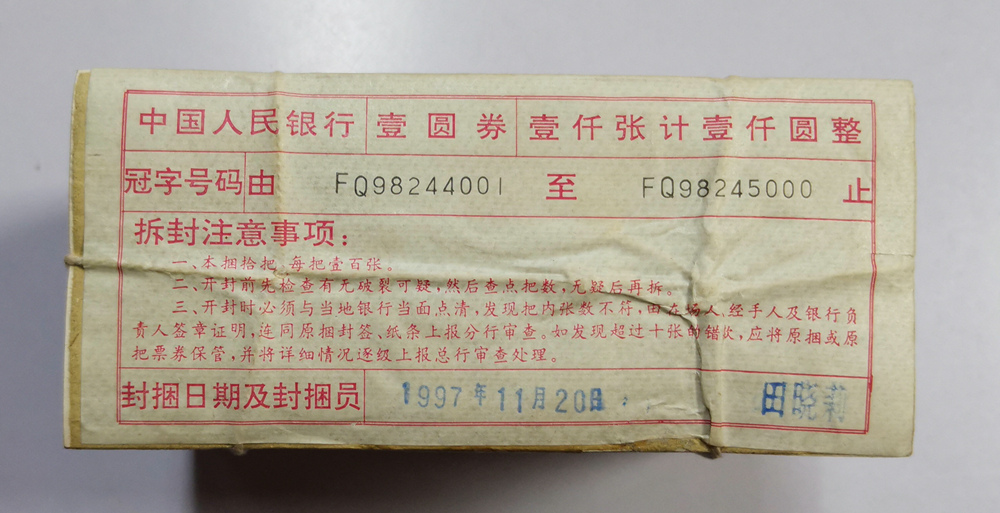 中国人民银行 壹圆券 壹仟张计壹仟圆整
冠字号码由 FQ98244001 至 FQ98245000 止
拆封注意事项：
一、本捆拾把，每把壹百张。
二、开封前先检查有无破裂可疑，然后查点把数，无疑后再拆。
三、开封时必须与当地银行当面点清，发现把内张数不符，由在场人、经手人及银行负
责人签章证明，连同原捆封签、纸条上报分行审查。如发现超过十张的错饮，应将原捆或原
把票券保管，并将详细情况逐级上报总行审查处理。
封捆日期及封捆员 1997年11月20日 田晓莉